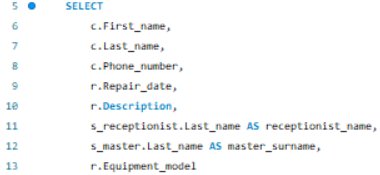 5 SELECT
6 c.First_name,
7 c.Last_name,
8 c.Phone_number,
9 r.Repair_date,
10 r.Description,
11 s_receptionist.Last_name AS receptionist_name,
12 s_master.Last_name AS master_surname,
13 r.Equipment_model